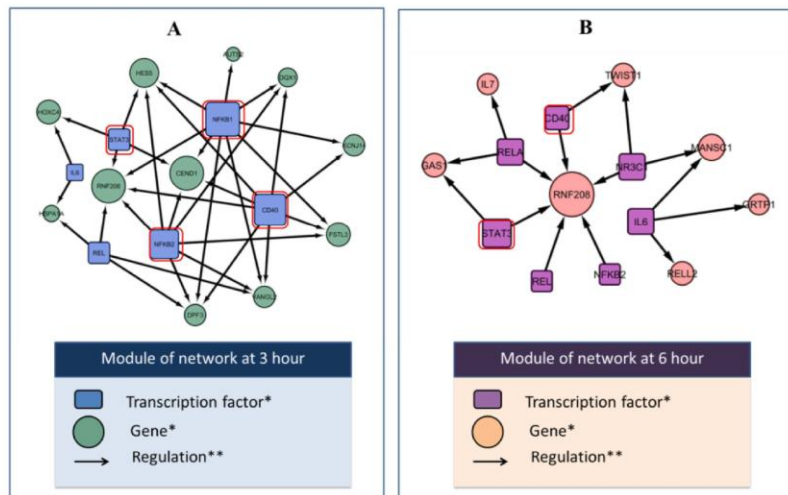 A
AUTS2
HES5
DGX1
HOXC4
NFKB1
STAT3
KCNJ14
IL6
CEND1
RNF208
CD40
HSPA1A
FSTL3
REL
NFKB2
VANGL2
DPF3
Module of network at 3 hour
Transcription factor*
Gene*
Regulation**
B
IL7
TWIST1
CD40
RELA
MANSC1
GAS1
NR3C1
RNF208
GRTP1
IL6
STAT3
RELL2
REL
NFKB2
Module of network at 6 hour
Transcription factor*
Gene*
Regulation**